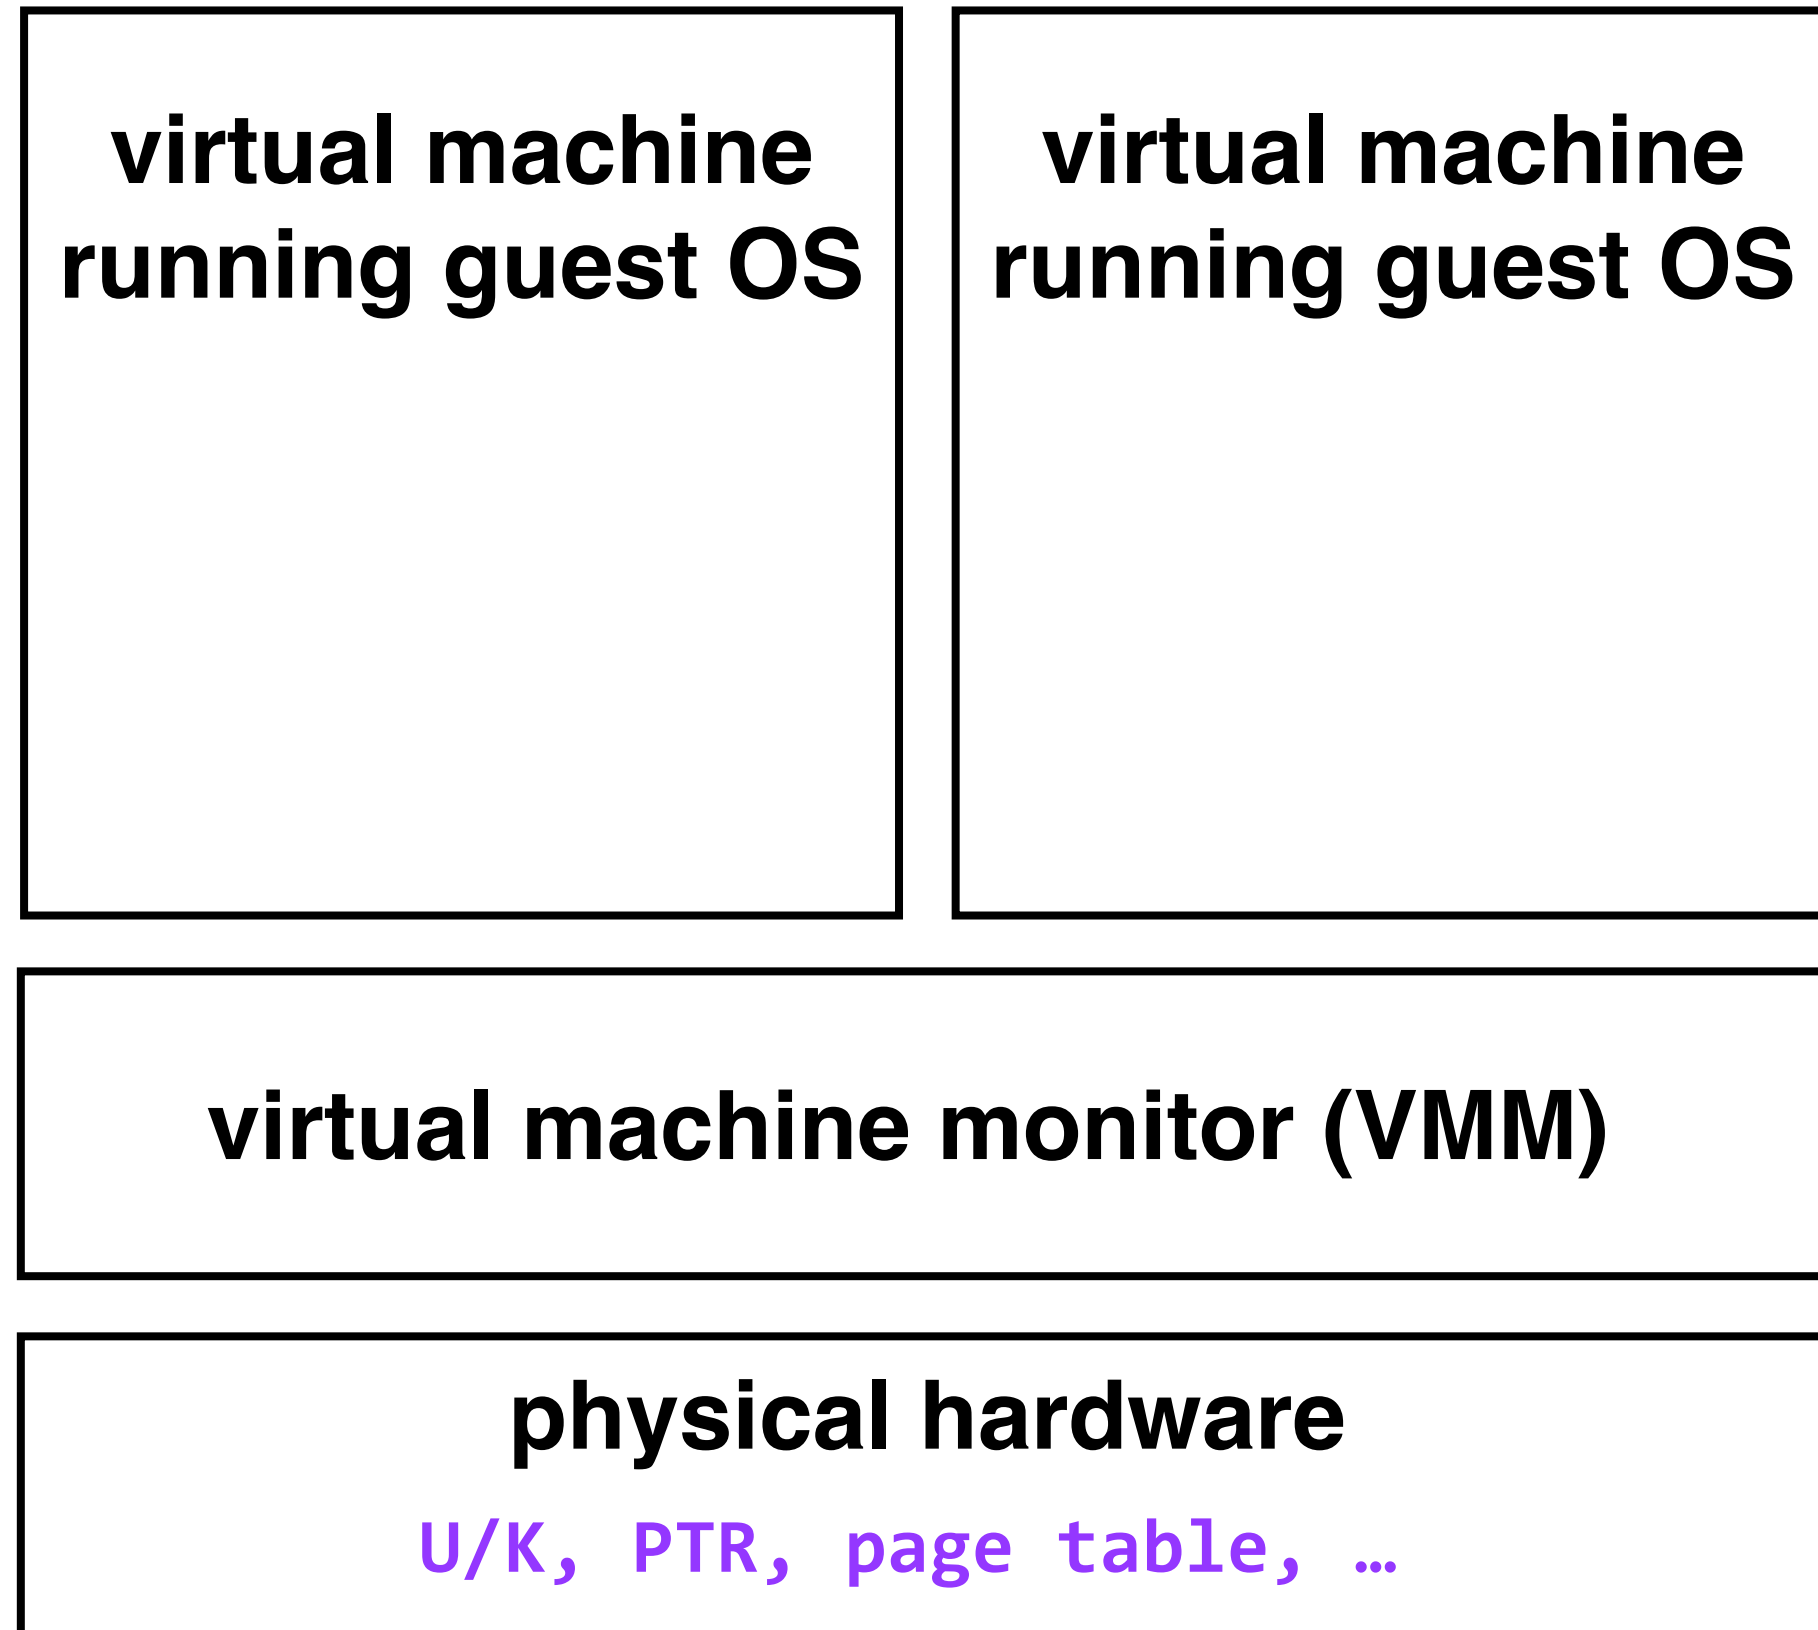 virtual machine
running guest OS
virtual machine
running guest OS
virtual machine monitor (VMM)
physical hardware
U/K, PTR, page table, …